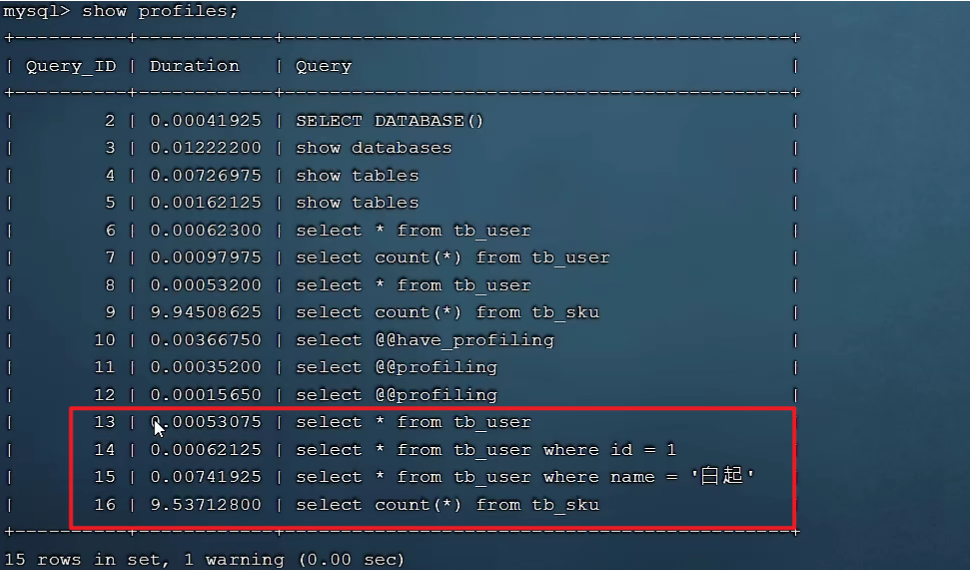 mysql> show profiles;
+----------+------------+---------------------------------------------------+
| Query_ID | Duration | Query |
+----------+------------+---------------------------------------------------+
| 2 | 0.00041925 | SELECT DATABASE() |
| 3 | 0.01222200 | show databases |
| 4 | 0.00726975 | show tables |
| 5 | 0.00162125 | show tables |
| 6 | 0.00062300 | select * from tb_user |
| 7 | 0.00097975 | select count(*) from tb_user |
| 8 | 0.00053200 | select * from tb_user |
| 9 | 9.94508625 | select count(*) from tb_sku |
| 10 | 0.00366750 | select @@have_profiling |
| 11 | 0.00035200 | select @@profiling |
| 12 | 0.00015650 | select @@profiling |
| 13 | 0.00053075 | select * from tb_user |
| 14 | 0.00062125 | select * from tb_user where id = 1 |
| 15 | 0.00741925 | select * from tb_user where name = '白起' |
| 16 | 9.53712800 | select count(*) from tb_sku |
+----------+------------+---------------------------------------------------+
15 rows in set, 1 warning (0.00 sec)